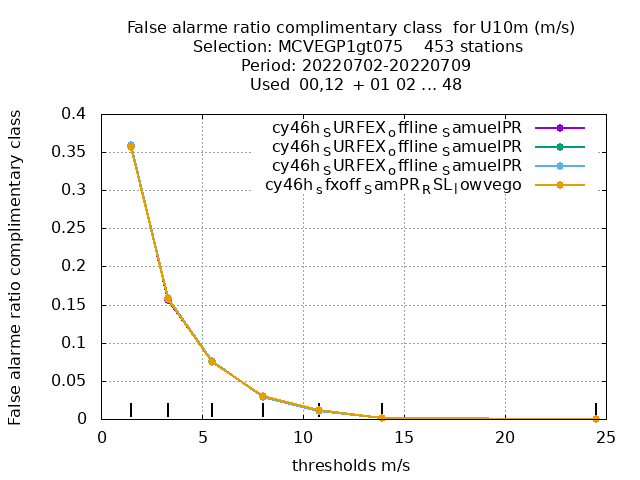 False alarme ratio complimentary class  for U10m (m/s)
Selection: MCVEGP1gt075    453 stations
Period: 20220702-20220709
Used  00,12  + 01 02 ... 48
False alarme ratio complimentary class
0.4
0.35
0.3
0.25
0.2
0.15
0.1
0.05
0
cy46h_SURFEX_offline_SamuelPR
cy46h_SURFEX_offline_SamuelPR
cy46h_SURFEX_offline_SamuelPR
cy46h_sfxoff_SamPR_RSL_lowvego
0 5 10 15 20 25
thresholds m/s